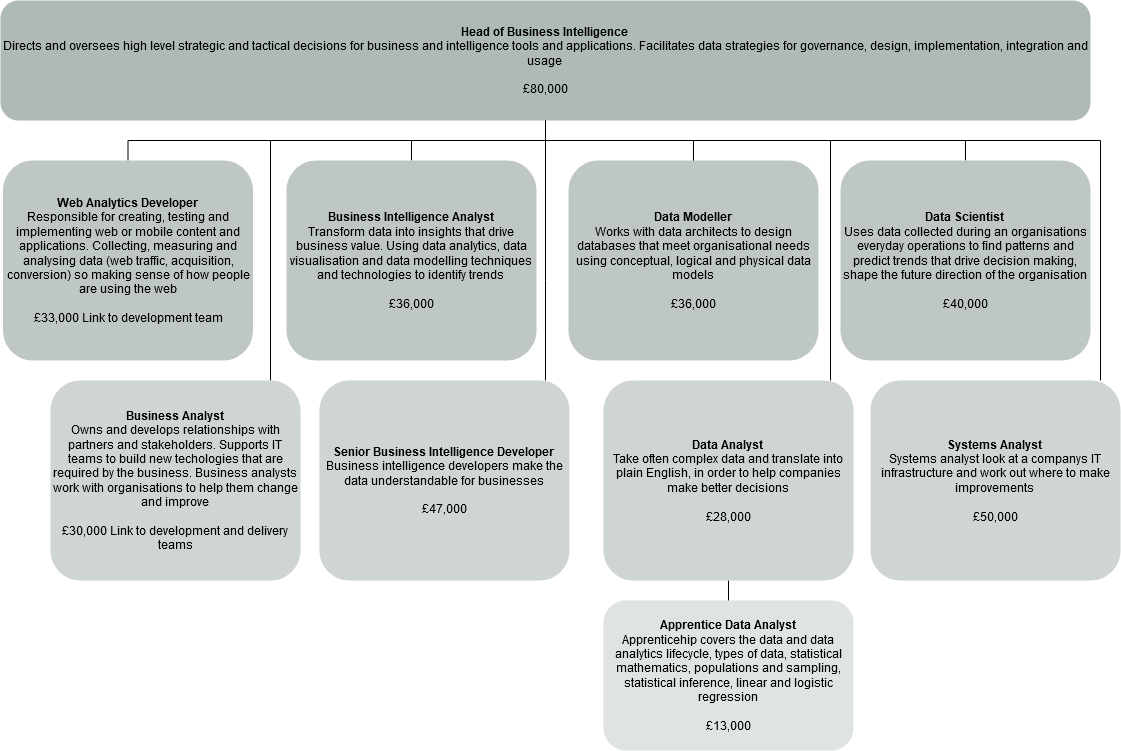 Head of Business Intelligence
Directs and oversees high level strategic and tactical decisions for business and intelligence tools and applications. Facilitates data strategies for governance, design, implementation, integration and
usage
£80,000
Web Analytics Developer
Responsible for creating, testing and
implementing web or mobile content and
applications. Collecting, measuring and
analysing data (web traffic, acquisition,
conversion) so making sense of how people
are using the web
£33,000 Link to development team
Business Intelligence Analyst
Transform data into insights that drive
business value. Using data analytics, data
visualisation and data modelling techniques
and technologies to identify trends
£36,000
Data Modeller
Works with data architects to design
databases that meet organisational needs
using conceptual, logical and physical data
models
£36,000
Data Scientist
Uses data collected during an organisations
everyday operations to find patterns and
predict trends that drive decision making,
shape the future direction of the organisation
£40,000
Business Analyst
Owns and develops relationships with
partners and stakeholders. Supports IT
teams to build new techologies that are
required by the business. Business analysts
work with organisations to help them change
and improve
£30,000 Link to development and delivery
teams
Senior Business Intelligence Developer
Business intelligence developers make the
data understandable for businesses
£47,000
Data Analyst
Take often complex data and translate into
plain English, in order to help companies
make better decisions
£28,000
Systems Analyst
Systems analyst look at a companys IT
infrastructure and work out where to make
improvements
£50,000
Apprentice Data Analyst
Apprenticehip covers the data and data
analytics lifecycle, types of data, statistical
mathematics, populations and sampling,
statistical inference, linear and logistic
regression
£13,000